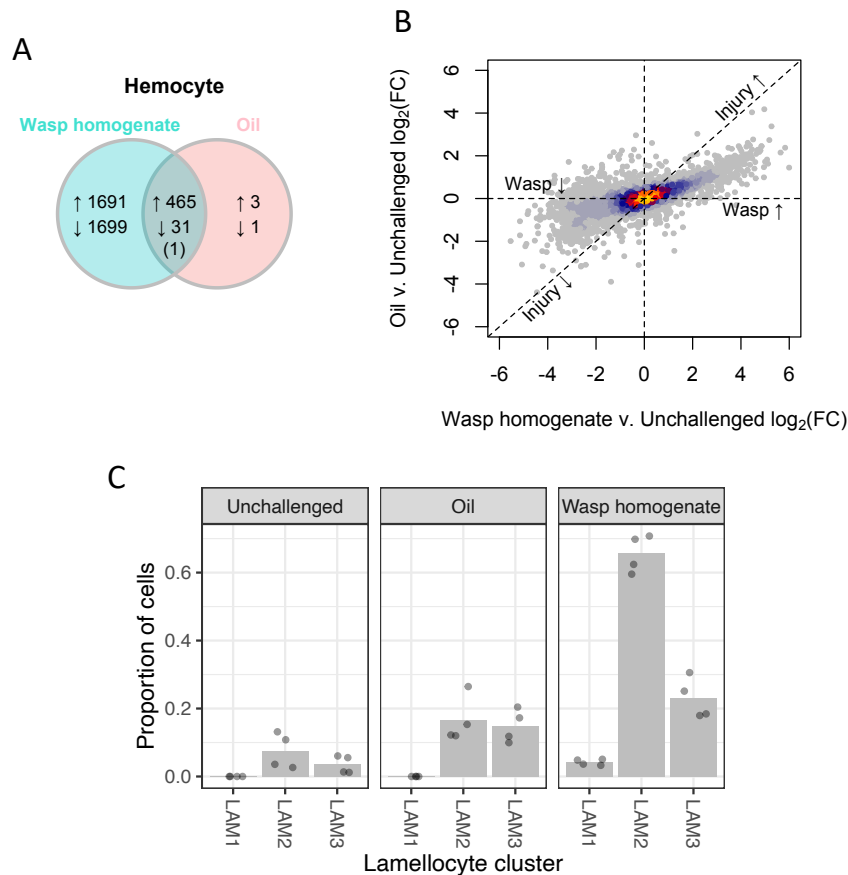 A
Hemocyte
Wasp homogenate Oil
↑ 1691 ↑ 465 ↑ 3
↓ 1699 ↓ 31 ↓ 1
(1)
B
Oil v. Unchallenged log2(FC)
6
4
2
0
-2
-4
-6
Injury ↑
Wasp ↓
Wasp ↑
Injury ↓
-6 -4 -2 0 2 4 6
Wasp homogenate v. Unchallenged log2(FC)
C
Unchallenged Oil Wasp homogenate
Proportion of cells
0.6
0.4
0.2
0.0
LAM1 LAM2 LAM3 LAM1 LAM2 LAM3 LAM1 LAM2 LAM3
Lamellocyte cluster